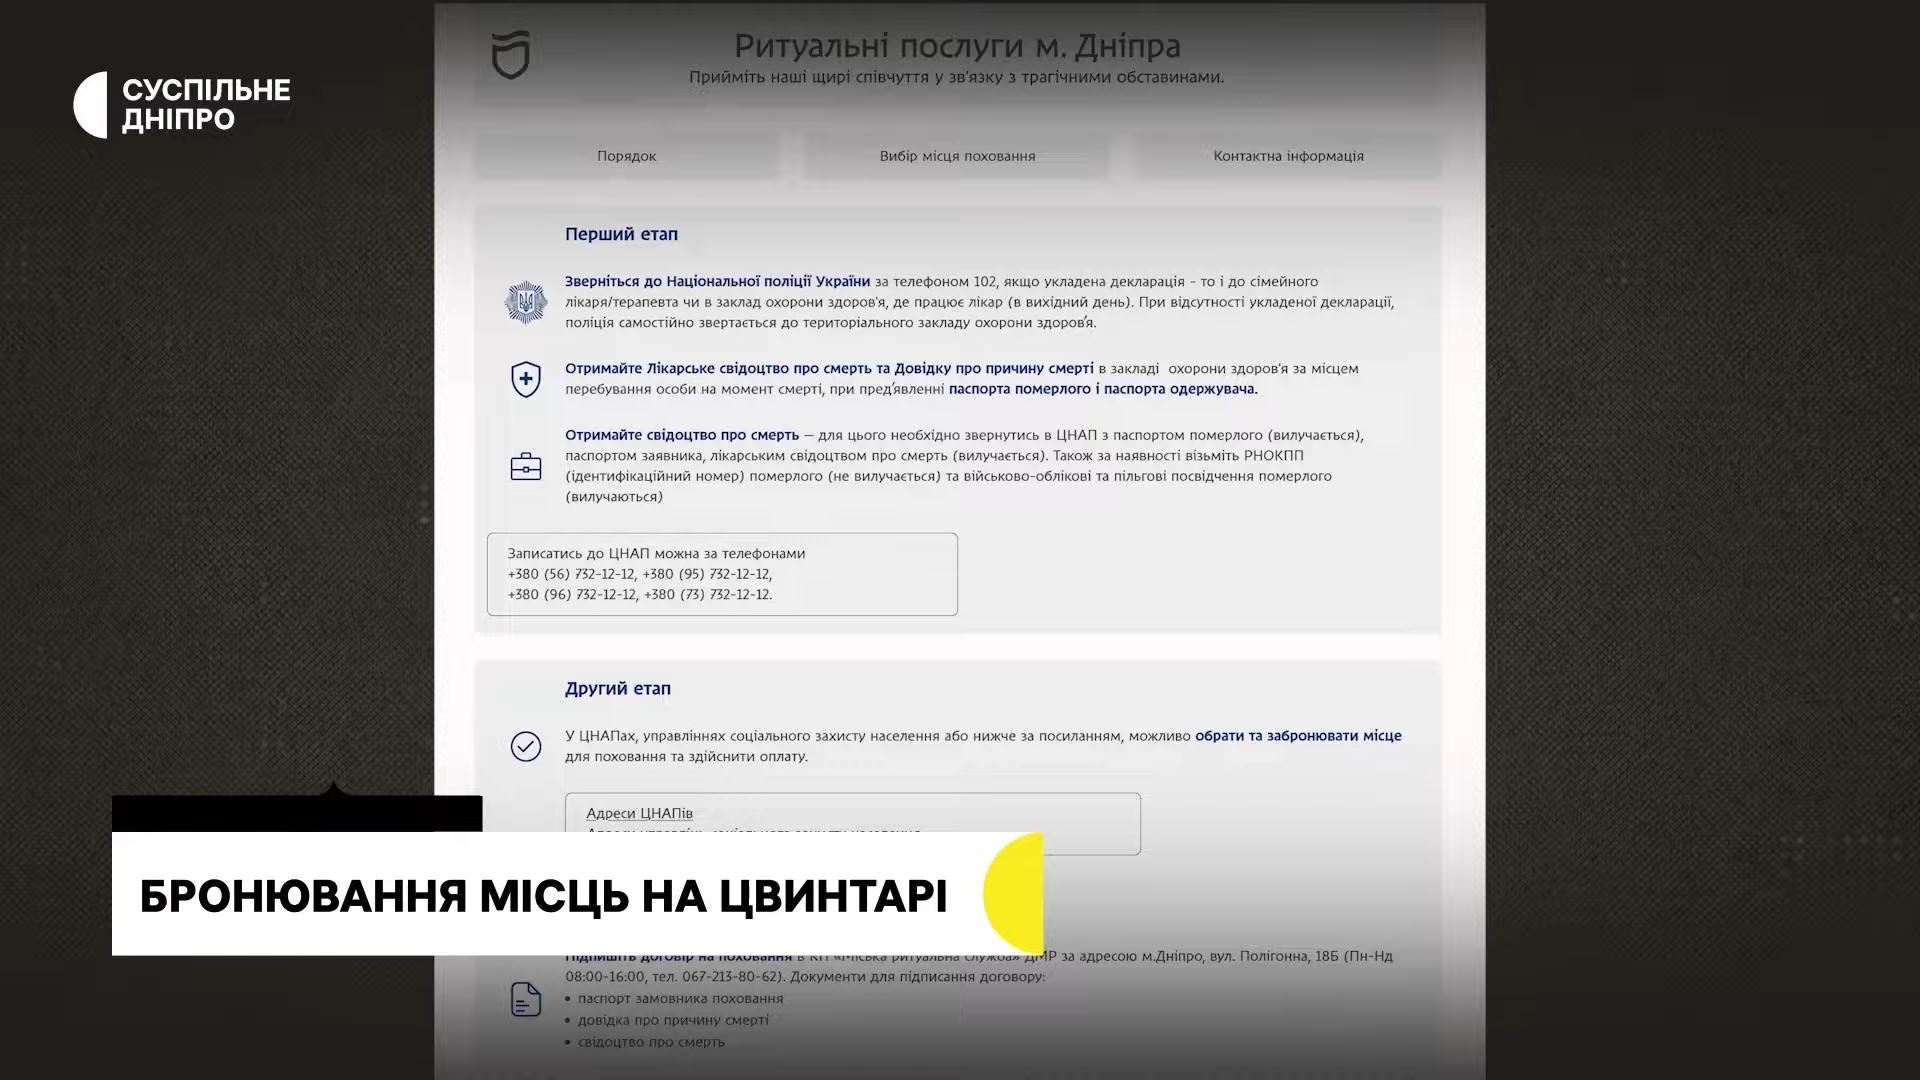 СУСПІЛЬНЕ
ДНІПРО
Ритуальні послуги м. Дніпра
Прийміть наші щирі співчуття у зв'язку з трагічними обставинами.
Порядок
Вибір місця поховання
Контактна інформація
Перший етап
Зверніться до Національної поліції України за телефоном 102, якщо укладена декларація - то і до сімейного
лікаря/терапевта чи в заклад охорони здоров'я, де працює лікар (в вихідний день). При відсутності укладеної декларації,
поліція самостійно звертається до територіального закладу охорони здоров'я.
Отримайте Лікарське свідоцтво про смерть та Довідку про причину смерті в закладі охорони здоров'я за місцем
перебування особи на момент смерті, при пред'явленні паспорта померлого і паспорта одержувача.
Отримайте свідоцтво про смерть – для цього необхідно звернутись в ЦНАП з паспортом померлого (вилучається),
паспортом заявника, лікарським свідоцтвом про смерть (вилучається). Також за наявності візьміть РНОКПП
(ідентифікаційний номер) померлого (не вилучається) та військово-облікові та пільгові посвідчення померлого
(вилучаються)
Записатись до ЦНАП можна за телефонами
+380 (56) 732-12-12, +380 (95) 732-12-12,
+380 (96) 732-12-12, +380 (73) 732-12-12.
Другий етап
У ЦНАПах, управліннях соціального захисту населення або нижче за посиланням, можливо обрати та забронювати місце
для поховання та здійснити оплату.
Адреси ЦНАПів
БРОНЮВАННЯ МІСЦЬ НА ЦВИНТАРІ
Підпишіть договір на поховання в КП «Міська ритуальна служба» ДМР за адресою м.Дніпро, вул. Полігонна, 18Б (Пн-Нд
08:00-16:00, тел. 067-213-80-62). Документи для підписання договору:
• паспорт замовника поховання
• довідка про причину смерті
• свідоцтво про смерть